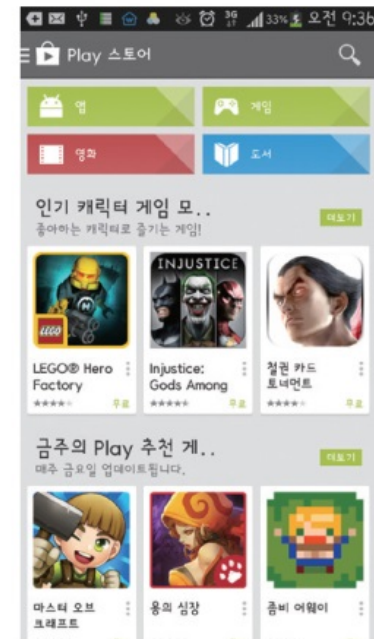 3G 33% 오전 9:36
Play 스토어
앱 게임
영화 도서
인기 캐릭터 게임 모..
좋아하는 캐릭터로 즐기는 게임!
더보기
INJUSTICE
LEGO
LEGO® Hero Factory
무료
Injustice: Gods Among
무료
철권 카드 토너먼트
무료
금주의 Play 추천 게..
매주 금요일 업데이트됩니다.
더보기
마스터 오브 크래프트
용의 심장
좀비 어웨이